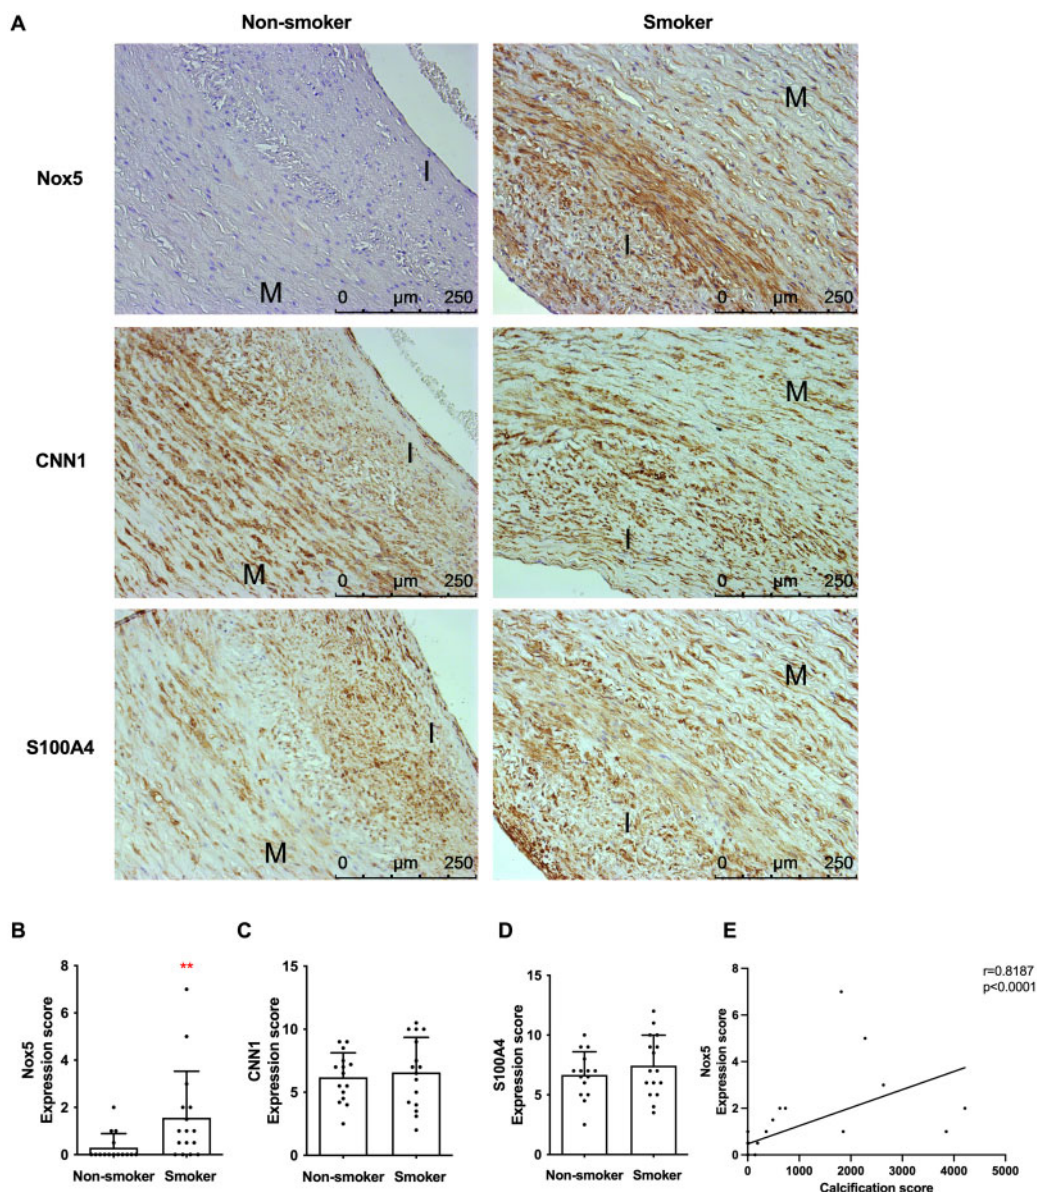 A
Non-smoker
Smoker
Nox5
I
M
0 µm 250
M
I
0 µm 250
CNN1
I
M
0 µm 250
M
I
0 µm 250
S100A4
I
M
0 µm 250
M
I
0 µm 250
B
Nox5
Expression score
8
6
4
2
0
**
Non-smoker Smoker
C
CNN1
Expression score
15
10
5
0
Non-smoker Smoker
D
S100A4
Expression score
15
10
5
0
Non-smoker Smoker
E
r=0.8187
p<0.0001
Nox5
Expression score
8
6
4
2
0
0 1000 2000 3000 4000 5000
Calcification score